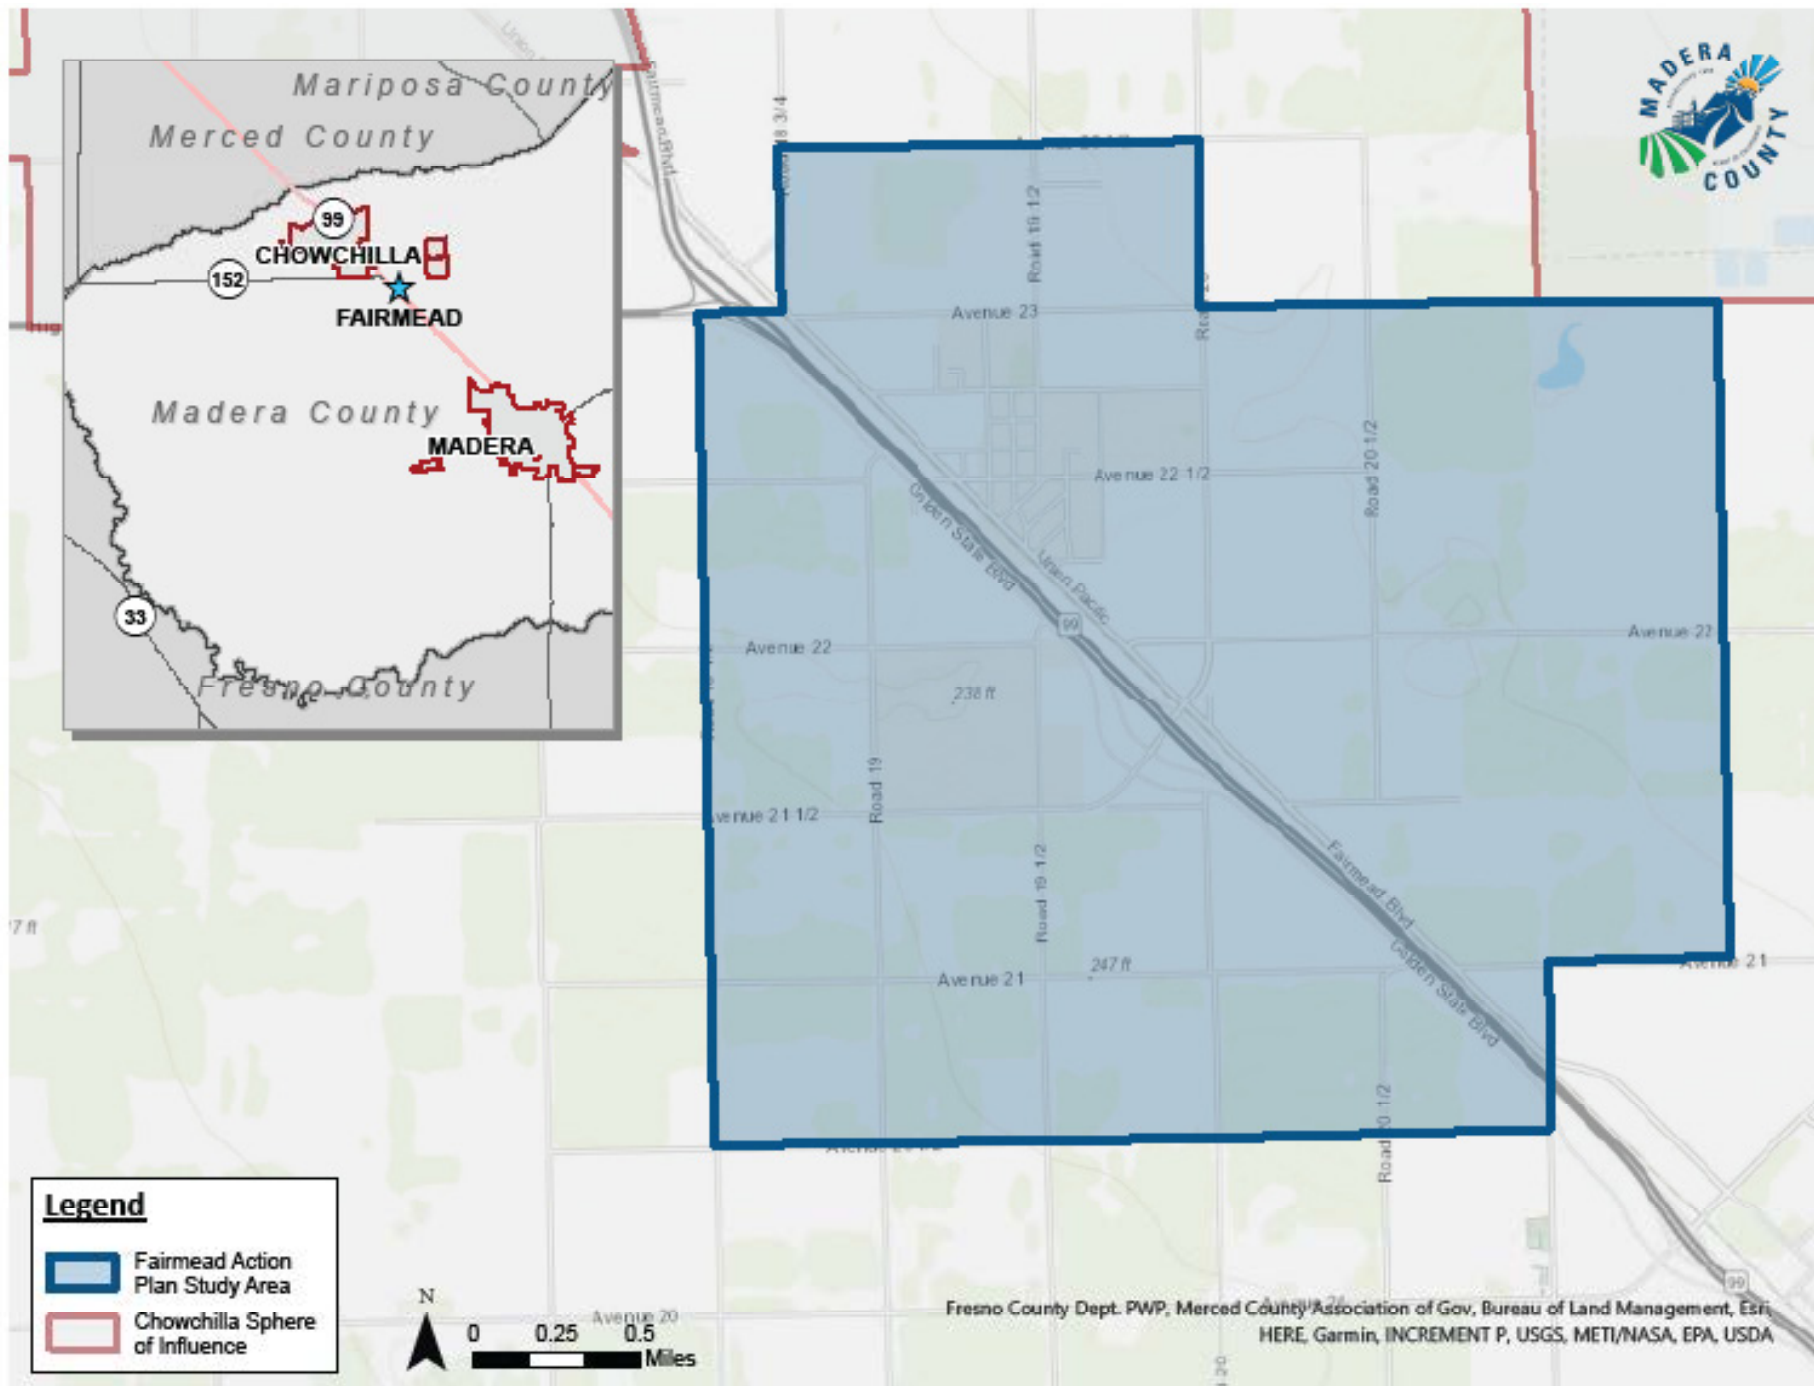 Mariposa County
Merced County
99
CHOWCHILLA
152
FAIRMEAD
Madera County
MADERA
33
Fresno County
MADERA
COUNTY
Fairmead Blvd
Road 19 1/2
Avenue 23
Road 20 1/2
Avenue 22 1/2
Golden State Blvd
Union Pacific
99
Avenue 22
Avenue 22
238 ft
Road 19
Avenue 21 1/2
Road 19 1/2
Fairmead Blvd
Golden State Blvd
247 ft
Avenue 21
Avenue 21
Road 20 1/2
7 ft
99
Avenue 20
Legend
Fairmead Action
Plan Study Area
Chowchilla Sphere
of Influence
N
0 0.25 0.5
Miles
Fresno County Dept. PWP, Merced County Association of Gov, Bureau of Land Management, Esri,
HERE, Garmin, INCREMENT P, USGS, METI/NASA, EPA, USDA